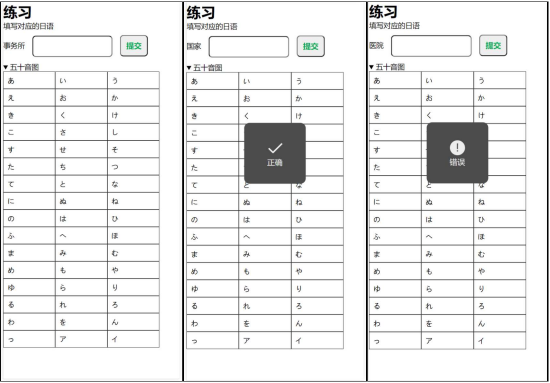 练习
填写对应的日语
事务所 提交
▼五十音图
あ い う
え お か
き く け
こ さ し
す せ そ
た ち つ
て と な
に ぬ ね
の は ひ
ふ へ ほ
ま み む
め も や
ゆ ら り
る れ ろ
わ を ん
っ ア イ
练习
填写对应的日语
国家 提交
▼五十音图
あ い う
え お か
き く け
こ
す
た
て と な
に ぬ ね
の は ひ
ふ へ ほ
ま み む
め も や
ゆ ら り
る れ ろ
わ を ん
っ ア イ
正确
练习
填写对应的日语
医院 提交
▼五十音图
あ い う
え お か
き く け
こ
す
た
て と な
に ぬ ね
の は ひ
ふ へ ほ
ま み む
め も や
ゆ ら り
る れ ろ
わ を ん
っ ア イ
错误